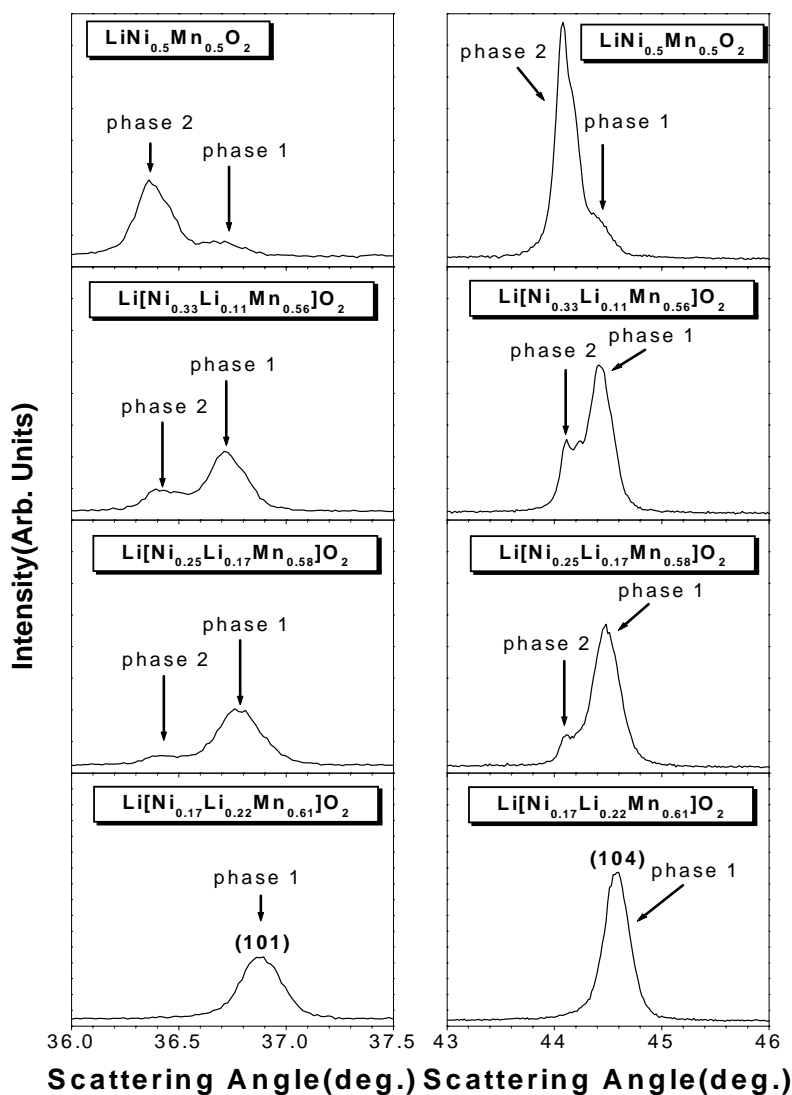 LiNi0.5Mn0.5O2
phase 2
phase 1
LiNi0.5Mn0.5O2
phase 2
phase 1
Li[Ni0.33Li0.11Mn0.56]O2
phase 1
phase 2
Li[Ni0.33Li0.11Mn0.56]O2
phase 1
phase 2
Li[Ni0.25Li0.17Mn0.58]O2
phase 1
phase 2
Li[Ni0.25Li0.17Mn0.58]O2
phase 1
phase 2
Li[Ni0.17Li0.22Mn0.61]O2
phase 1
(101)
Li[Ni0.17Li0.22Mn0.61]O2
(104)
phase 1
Intensity(Arb. Units)
36.0 36.5 37.0 37.5
43 44 45 46
Scattering Angle(deg.)
Scattering Angle(deg.)